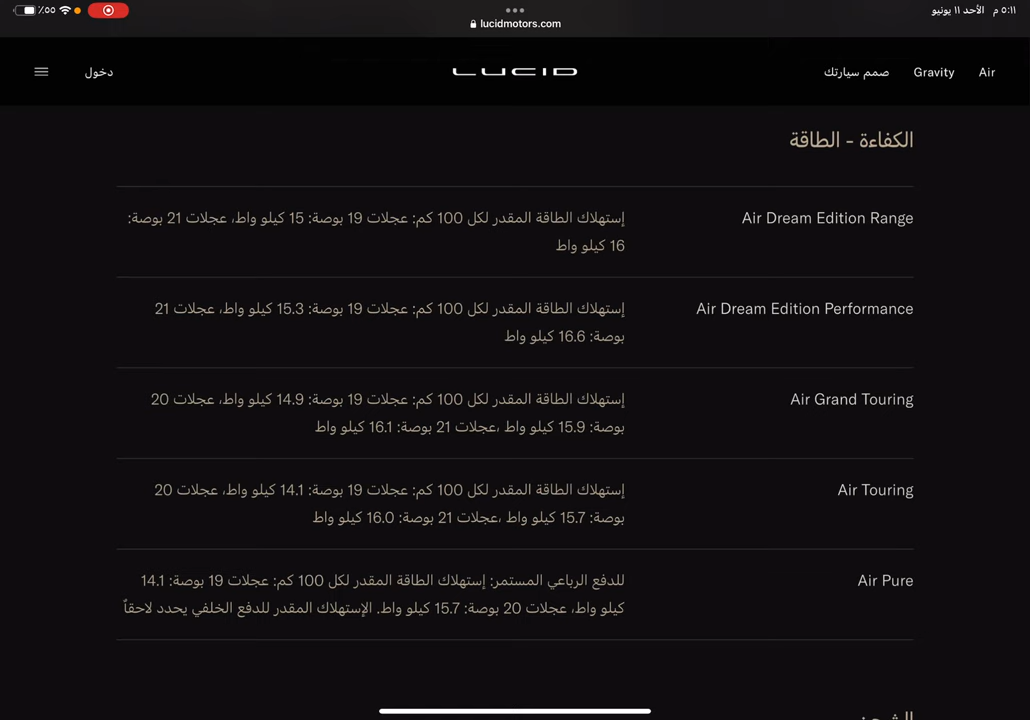 ٥:١١ م الأحد ١١ يونيو
٪٥٠
lucidmotors.com
Air
Gravity
صمم سيارتك
LUCID
دخول
الكفاءة - الطاقة
Air Dream Edition Range
إستهلاك الطاقة المقدر لكل 100 كم: عجلات 19 بوصة: 15 كيلو واط، عجلات 21 بوصة:
16 كيلو واط
Air Dream Edition Performance
إستهلاك الطاقة المقدر لكل 100 كم: عجلات 19 بوصة: 15.3 كيلو واط، عجلات 21
بوصة: 16.6 كيلو واط
Air Grand Touring
إستهلاك الطاقة المقدر لكل 100 كم: عجلات 19 بوصة: 14.9 كيلو واط، عجلات 20
بوصة: 15.9 كيلو واط ،عجلات 21 بوصة: 16.1 كيلو واط
Air Touring
إستهلاك الطاقة المقدر لكل 100 كم: عجلات 19 بوصة: 14.1 كيلو واط، عجلات 20
بوصة: 15.7 كيلو واط ،عجلات 21 بوصة: 16.0 كيلو واط
Air Pure
للدفع الرباعي المستمر: إستهلاك الطاقة المقدر لكل 100 كم: عجلات 19 بوصة: 14.1
كيلو واط، عجلات 20 بوصة: 15.7 كيلو واط. الإستهلاك المقدر للدفع الخلفي يحدد لاحقاً